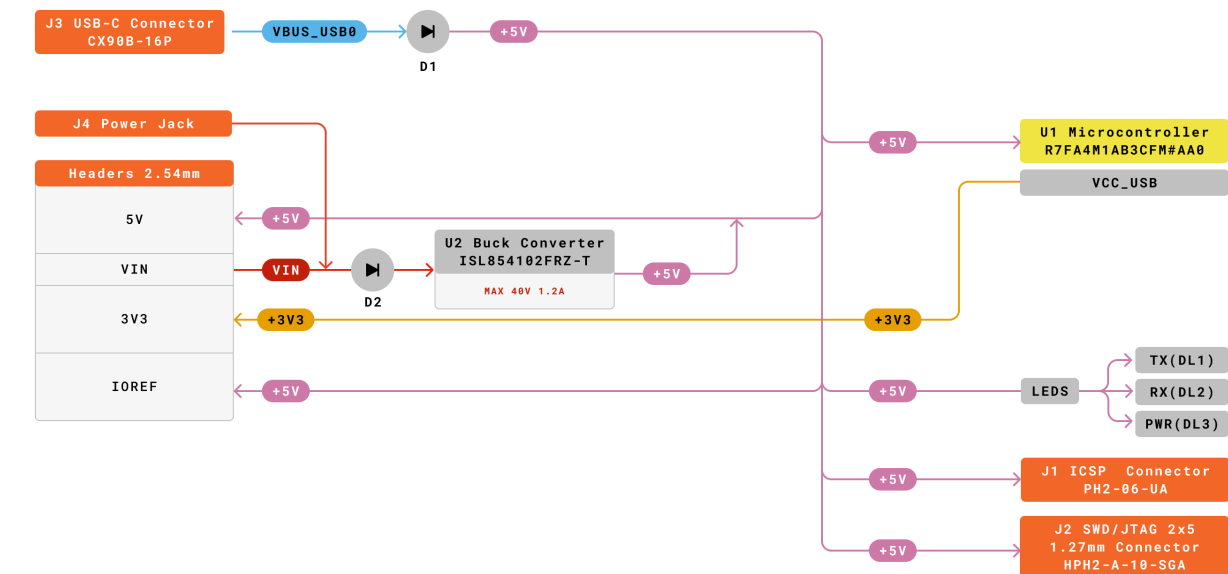 J3 USB-C Connector
CX90B-16P
VBUS_USB0
D1
+5V
J4 Power Jack
Headers 2.54mm
5V
+5V
VIN
VIN
D2
U2 Buck Converter
ISL854102FRZ-T
MAX 40V 1.2A
+5V
3V3
+3V3
+3V3
IOREF
+5V
+5V
U1 Microcontroller
R7FA4M1AB3CFM#AA0
VCC_USB
+5V
LEDS
TX(DL1)
RX(DL2)
PWR(DL3)
+5V
J1 ICSP Connector
PH2-06-UA
+5V
J2 SWD/JTAG 2x5
1.27mm Connector
HPH2-A-10-SGA